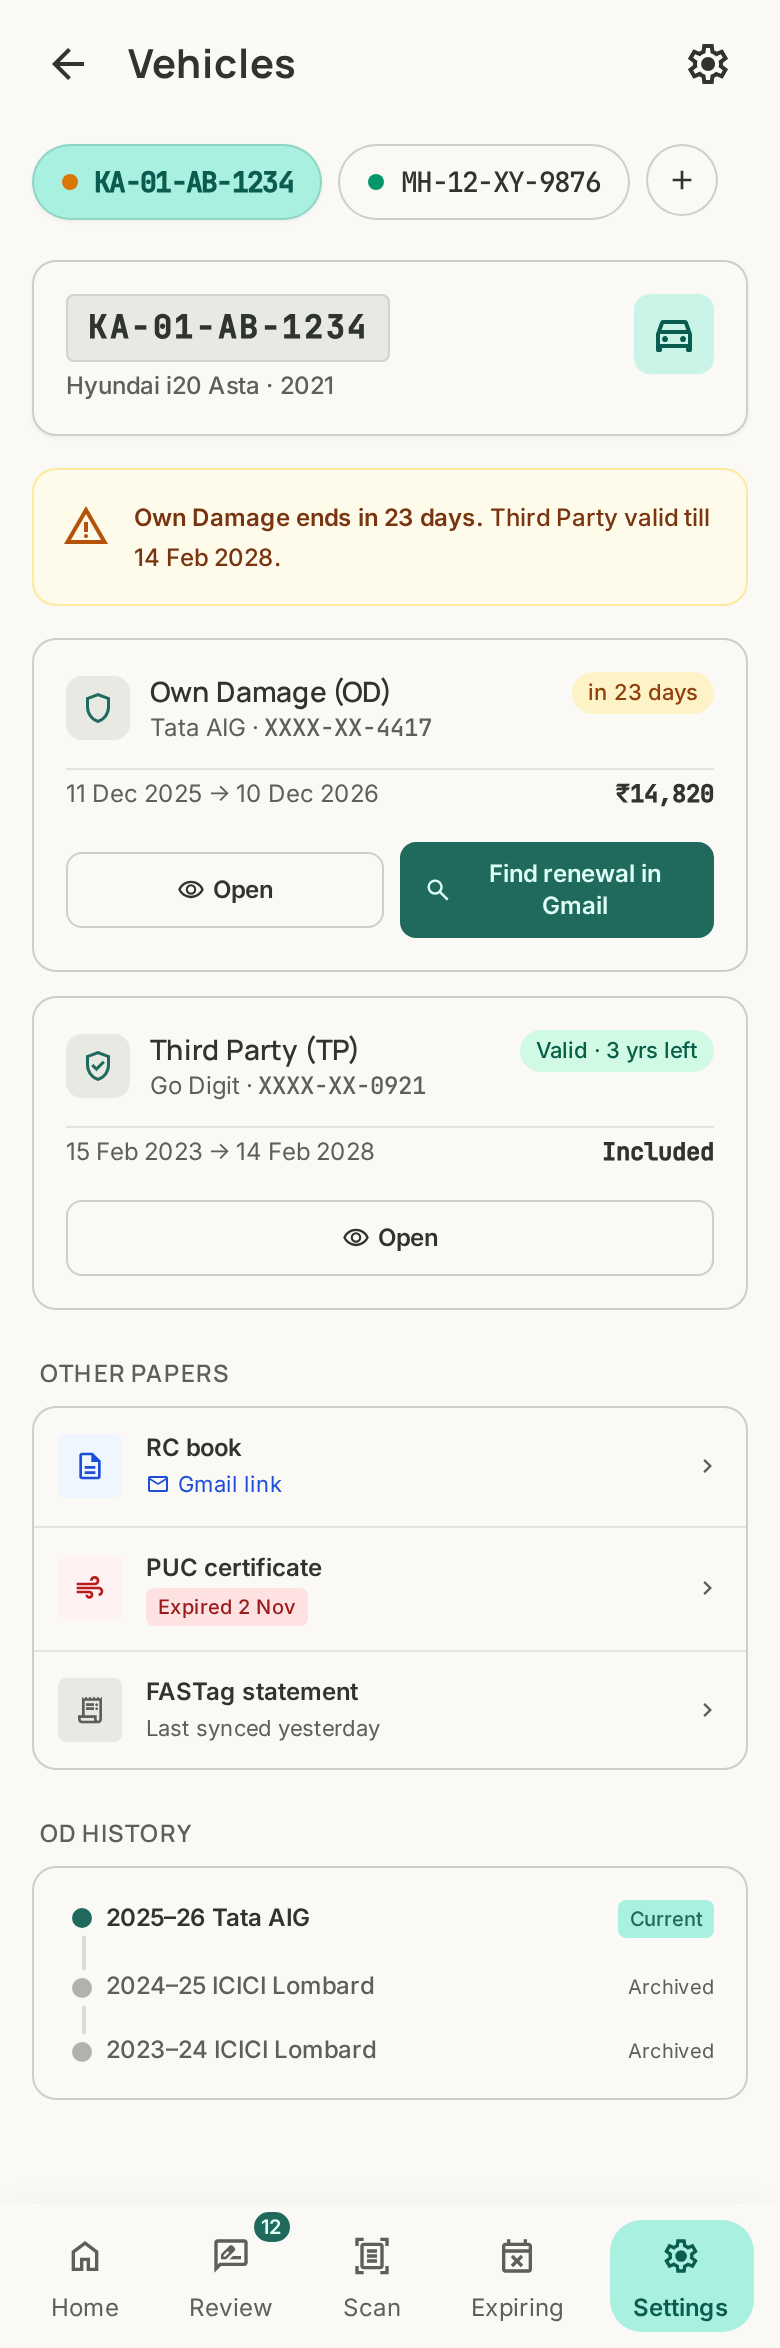 Vehicles
KA-01-AB-1234
MH-12-XY-9876
+
KA-01-AB-1234
Hyundai i20 Asta · 2021
Own Damage ends in 23 days. Third Party valid till
14 Feb 2028.
Own Damage (OD)
in 23 days
Tata AIG · XXXX-XX-4417
11 Dec 2025 → 10 Dec 2026
₹14,820
Open
Find renewal in
Gmail
Third Party (TP)
Valid · 3 yrs left
Go Digit · XXXX-XX-0921
15 Feb 2023 → 14 Feb 2028
Included
Open
OTHER PAPERS
RC book
Gmail link
PUC certificate
Expired 2 Nov
FASTag statement
Last synced yesterday
OD HISTORY
2025–26 Tata AIG
Current
2024–25 ICICI Lombard
Archived
2023–24 ICICI Lombard
Archived
12
Home
Review
Scan
Expiring
Settings